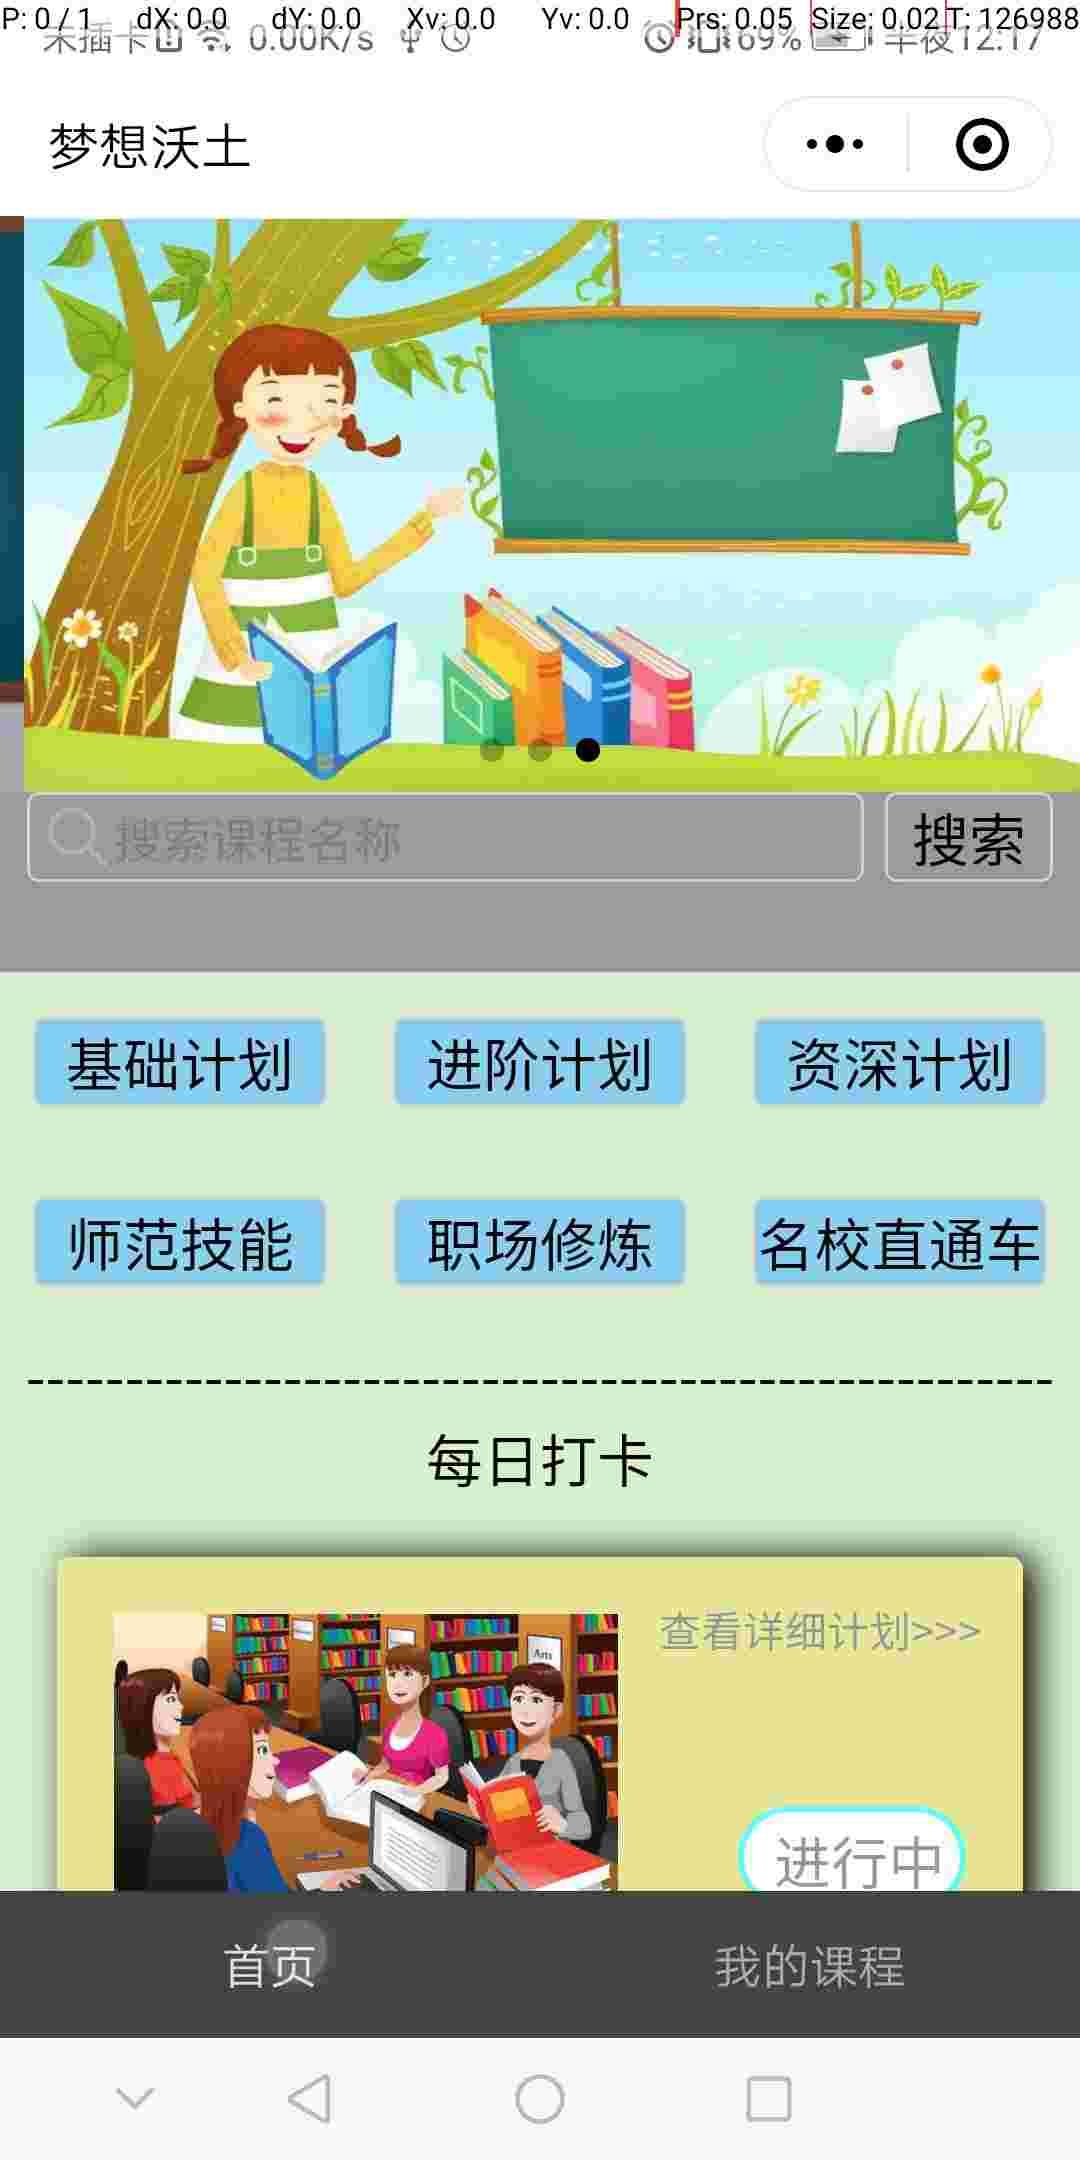 P: 0 / 1 dX: 0.0 dY: 0.0 Xv: 0.0 Yv: 0.0 Prs: 0.05 Size: 0.02 T: 126988
未插卡 0.00K/s 69% 半夜12:17
梦想沃土
搜索课程名称 搜索
基础计划 进阶计划 资深计划
师范技能 职场修炼 名校直通车
每日打卡
查看详细计划>>>
Arts
进行中
首页 我的课程